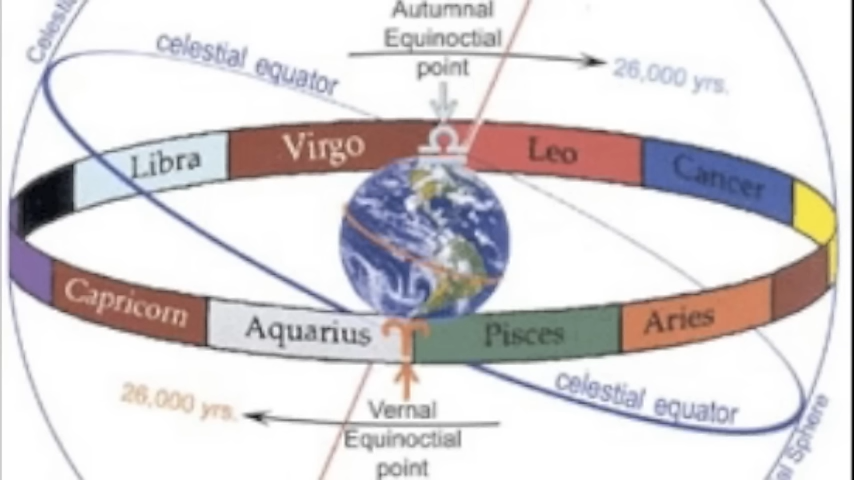 Autumnal
Equinoctial
point
26,000 yrs.
celestial equator
Libra
Virgo
Leo
Cancer
Capricorn
Aquarius
Pisces
Aries
26,000 yrs.
Vernal
Equinoctial
point
celestial equator
Sphere